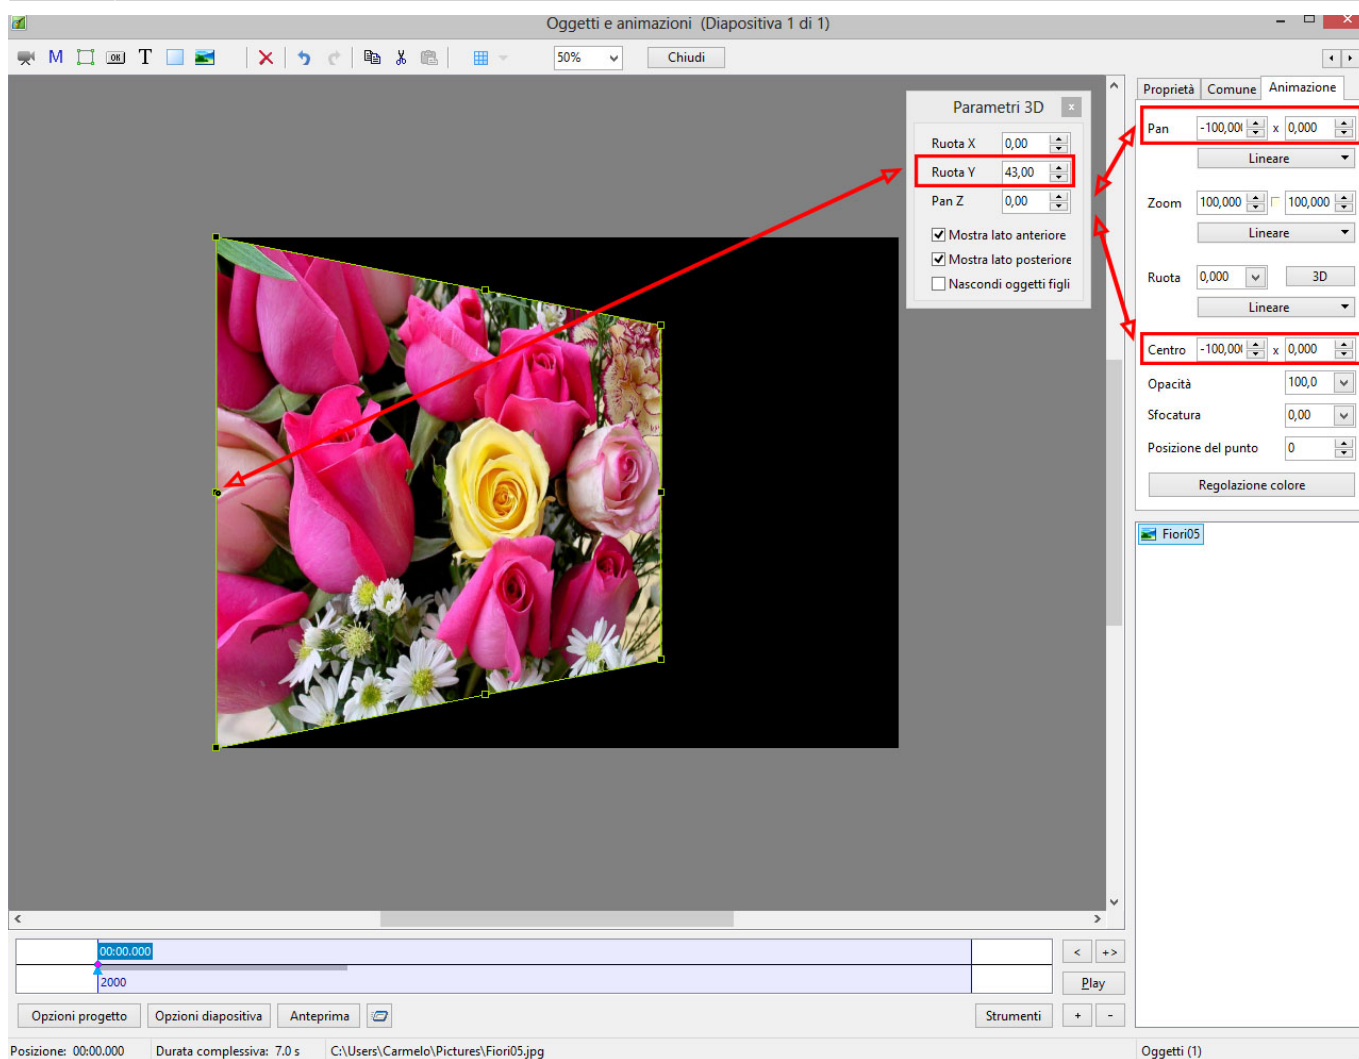 Oggetti e animazioni (Diapositiva 1 di 1)
M OK T 50% Chiudi
Proprietà Comune Animazione
Pan -100,00 x 0,000
Lineare
Zoom 100,000 100,000
Lineare
Ruota 0,000 3D
Lineare
Centro -100,00 x 0,000
Opacità 100,0
Sfocatura 0,00
Posizione del punto 0
Regolazione colore
Parametri 3D x
Ruota X 0,00
Ruota Y 43,00
Pan Z 0,00
Mostra lato anteriore
Mostra lato posteriore
Nascondi oggetti figli
Fiori05
00:00.000
2000
< +>
Play
Opzioni progetto Opzioni diapositiva Anteprima Strumenti + -
Posizione: 00:00.000 Durata complessiva: 7.0 s C:\Users\Carmelo\Pictures\Fiori05.jpg Oggetti (1)